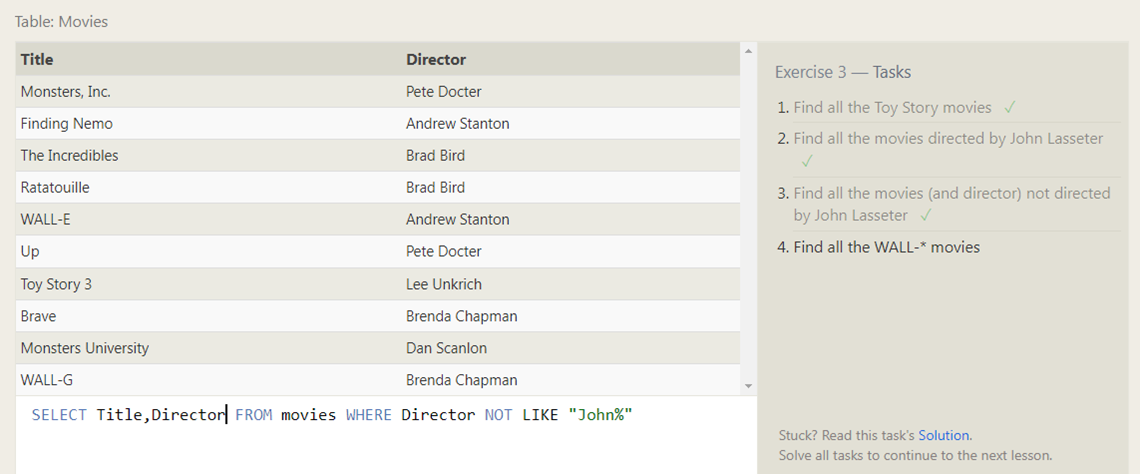 Table: Movies
Title Director
Monsters, Inc. Pete Docter
Finding Nemo Andrew Stanton
The Incredibles Brad Bird
Ratatouille Brad Bird
WALL-E Andrew Stanton
Up Pete Docter
Toy Story 3 Lee Unkrich
Brave Brenda Chapman
Monsters University Dan Scanlon
WALL-G Brenda Chapman
SELECT Title,Director FROM movies WHERE Director NOT LIKE "John%"
Exercise 3 — Tasks
1. Find all the Toy Story movies ✓
2. Find all the movies directed by John Lasseter
✓
3. Find all the movies (and director) not directed
by John Lasseter ✓
4. Find all the WALL-* movies
Stuck? Read this task's Solution.
Solve all tasks to continue to the next lesson.